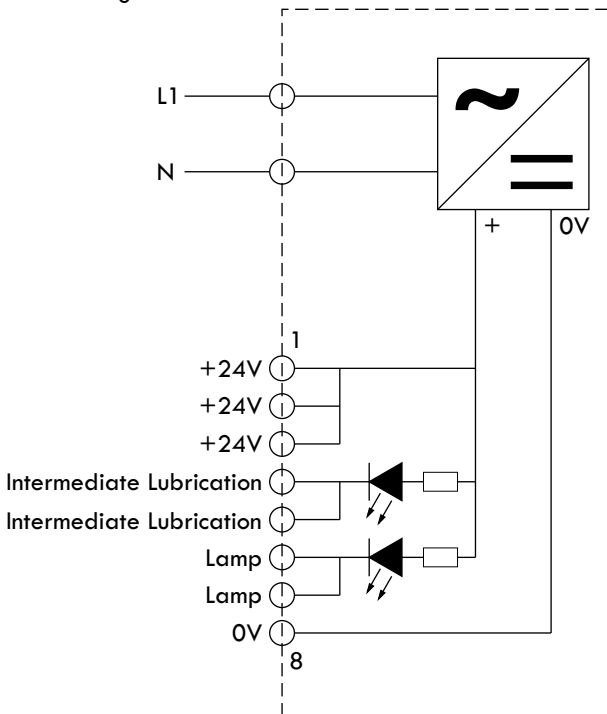 L1
N
+ 0V
1
+24V
+24V
+24V
Intermediate Lubrication
Intermediate Lubrication
Lamp
Lamp
0V
8